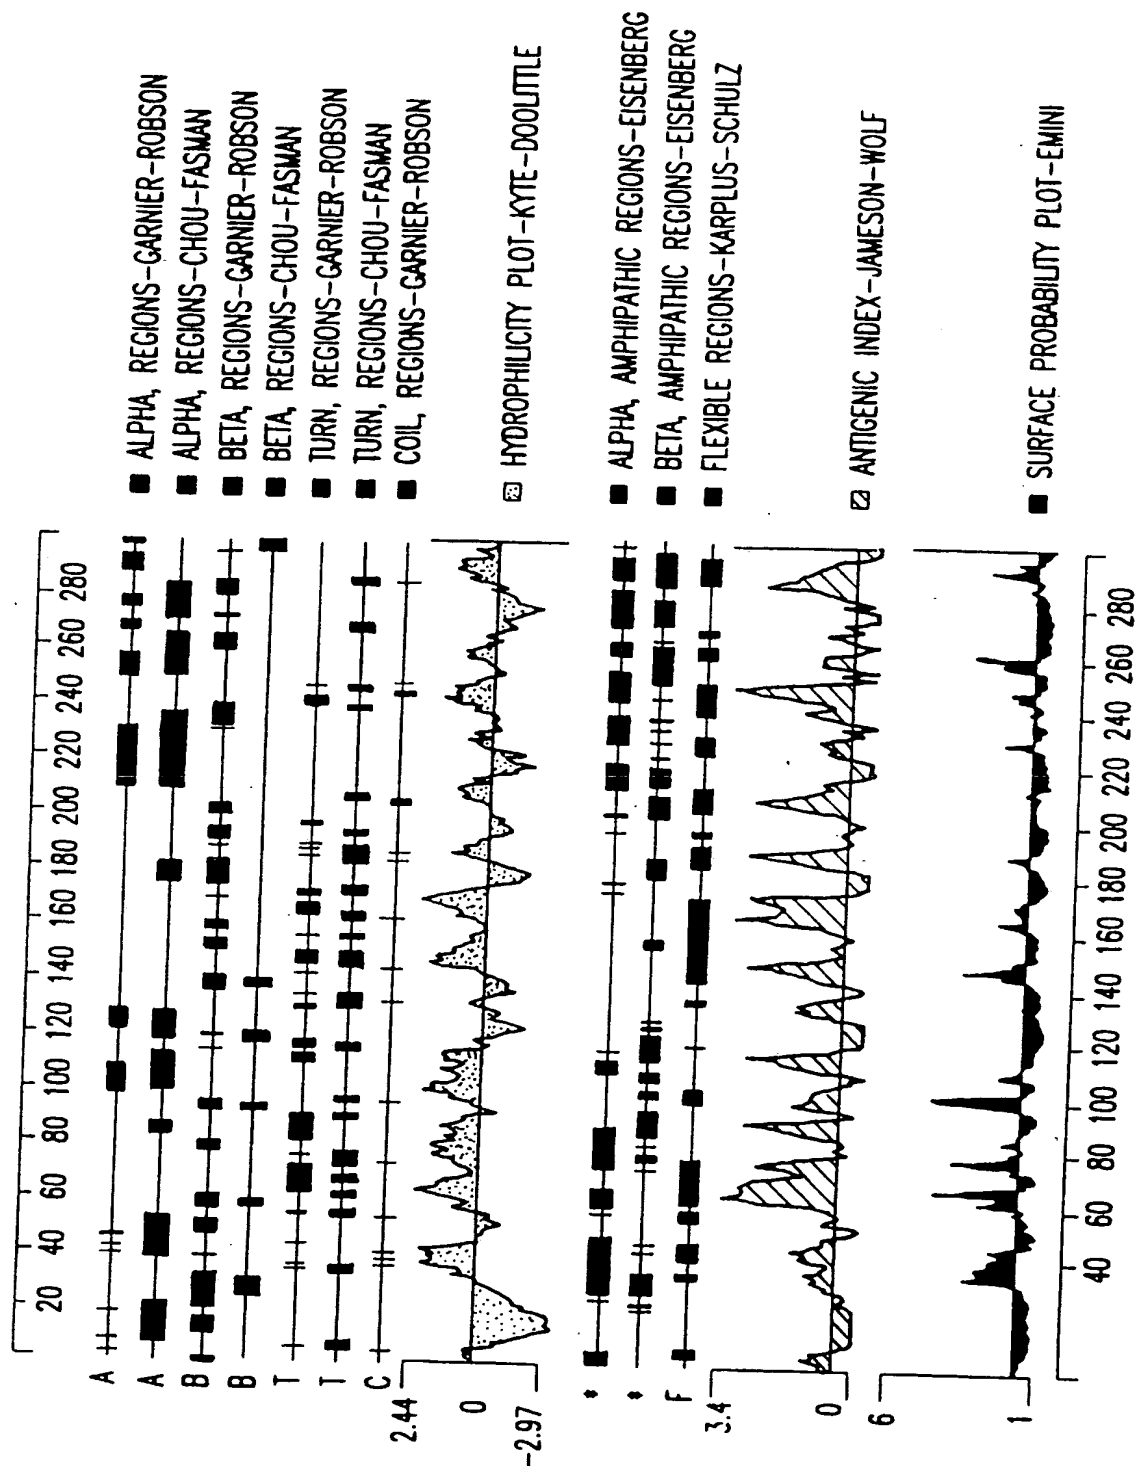 20 40 60 80 100 120 140 160 180 200 220 240 260 280
A ALPHA, REGIONS-GARNIER-ROBSON
A ALPHA, REGIONS-CHOU-FASMAN
B BETA, REGIONS-GARNIER-ROBSON
B BETA, REGIONS-CHOU-FASMAN
T TURN, REGIONS-GARNIER-ROBSON
T TURN, REGIONS-CHOU-FASMAN
C COIL, REGIONS-GARNIER-ROBSON
2.44
0 HYDROPHILICITY PLOT-KYTE-DOOLITTLE
-2.97
* ALPHA, AMPHIPATHIC REGIONS-EISENBERG
* BETA, AMPHIPATHIC REGIONS-EISENBERG
F FLEXIBLE REGIONS-KARPLUS-SCHULZ
3.4
0 ANTIGENIC INDEX-JAMESON-WOLF
6
1 SURFACE PROBABILITY PLOT-EMINI
40 60 80 100 120 140 160 180 200 220 240 260 280